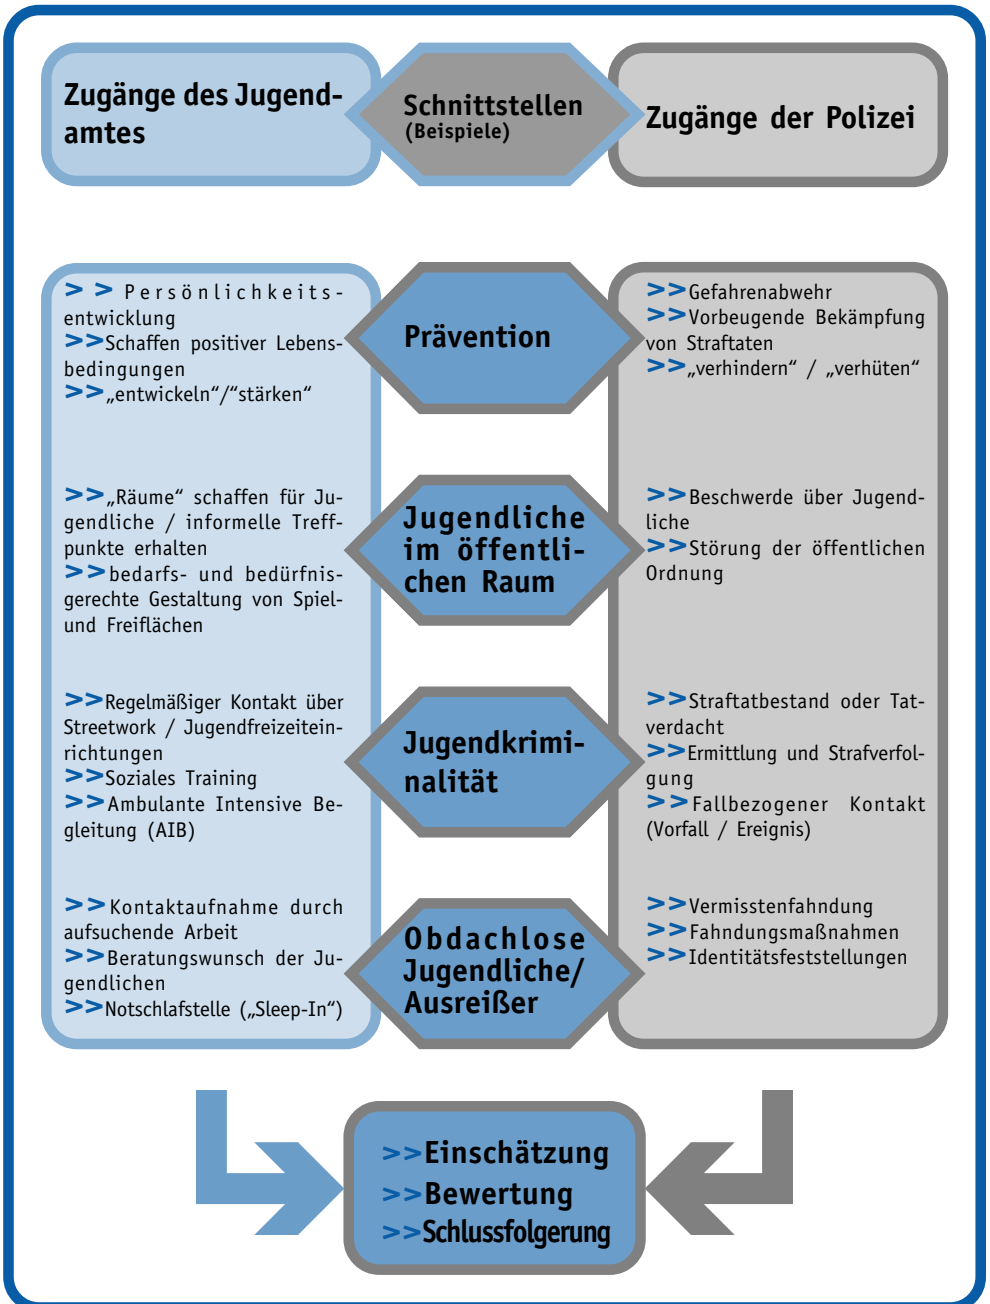 Zugänge des Jugend-
amtes
Schnittstellen
(Beispiele)
Zugänge der Polizei
>> Persönlichkeits-
entwicklung
>>Schaffen positiver Lebens-
bedingungen
>>„entwickeln“/“stärken“
Prävention
>>Gefahrenabwehr
>>Vorbeugende Bekämpfung
von Straftaten
>>„verhindern“ / „verhüten“
>>„Räume“ schaffen für Ju-
gendliche / informelle Treff-
punkte erhalten
>>bedarfs- und bedürfnis-
gerechte Gestaltung von Spiel-
und Freiflächen
Jugendliche
im öffentli-
chen Raum
>>Beschwerde über Jugend-
liche
>>Störung der öffentlichen
Ordnung
>>Regelmäßiger Kontakt über
Streetwork / Jugendfreizeitein-
richtungen
>>Soziales Training
>>Ambulante Intensive Be-
gleitung (AIB)
Jugendkrimi-
nalität
>>Straftatbestand oder Tat-
verdacht
>>Ermittlung und Strafverfol-
gung
>>Fallbezogener Kontakt
(Vorfall / Ereignis)
>>Kontaktaufnahme durch
aufsuchende Arbeit
>>Beratungswunsch der Ju-
gendlichen
>>Notschlafstelle („Sleep-In“)
Obdachlose
Jugendliche/
Ausreißer
>>Vermisstenfahndung
>>Fahndungsmaßnahmen
>>Identitätsfeststellungen
>>Einschätzung
>>Bewertung
>>Schlussfolgerung